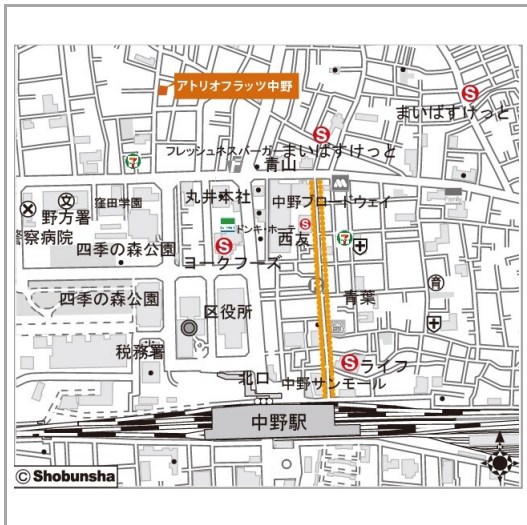 アトリオフラッツ中野
まいばすけっと
フレッシュネスバーガー
まいばすけっと
青山
窪田学園
丸井本社
中野ブロードウェイ
野方署
ドンキ・ホーテ
西友
察病院
四季の森公園
ヨークフーズ
四季の森公園
区役所
青葉
税務署
ライフ
北口
中野サンモール
中野駅
© Shobunsha